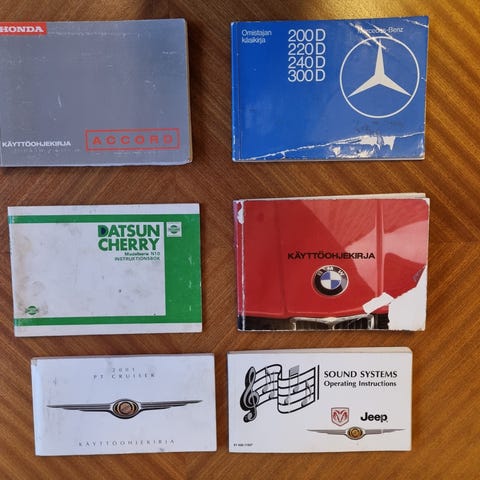 HONDA
KÄYTTÖOHJEKIRJA
ACCORD
Omistajan
käsikirja
200 D
220 D
240 D
300 D
Mercedes-Benz
DATSUN
CHERRY
Modellserie N10
INSTRUKTIONSBOK
KÄYTTÖOHJEKIRJA
BMW
2001
PT CRUISER
KÄYTTÖOHJEKIRJA
SOUND SYSTEMS
Operating Instructions
Jeep